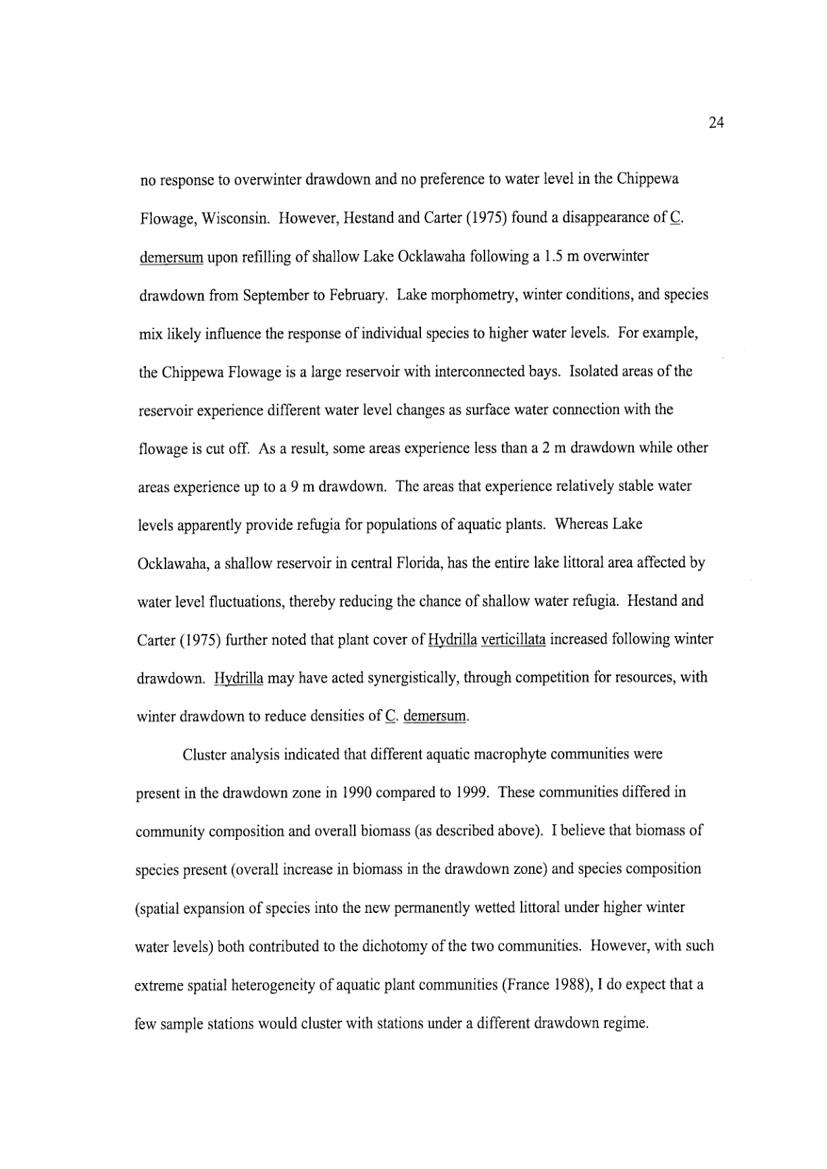 24
no response to overwinter drawdown and no preference to water level in the Chippewa
Flowage, Wisconsin. However, Hestand and Carter (1975) found a disappearance of C.
demersum upon refilling of shallow Lake Ocklawaha following a 1.5 m overwinter
drawdown from September to February. Lake morphometry, winter conditions, and species
mix likely influence the response of individual species to higher water levels. For example,
the Chippewa Flowage is a large reservoir with interconnected bays. Isolated areas of the
reservoir experience different water level changes as surface water connection with the
flowage is cut off. As a result, some areas experience less than a 2 m drawdown while other
areas experience up to a 9 m drawdown. The areas that experience relatively stable water
levels apparently provide refugia for populations of aquatic plants. Whereas Lake
Ocklawaha, a shallow reservoir in central Florida, has the entire lake littoral area affected by
water level fluctuations, thereby reducing the chance of shallow water refugia. Hestand and
Carter (1975) further noted that plant cover of Hydrilla verticillata increased following winter
drawdown. Hydrilla may have acted synergistically, through competition for resources, with
winter drawdown to reduce densities of C. demersum.
Cluster analysis indicated that different aquatic macrophyte communities were
present in the drawdown zone in 1990 compared to 1999. These communities differed in
community composition and overall biomass (as described above). I believe that biomass of
species present (overall increase in biomass in the drawdown zone) and species composition
(spatial expansion of species into the new permanently wetted littoral under higher winter
water levels) both contributed to the dichotomy of the two communities. However, with such
extreme spatial heterogeneity of aquatic plant communities (France 1988), I do expect that a
few sample stations would cluster with stations under a different drawdown regime.